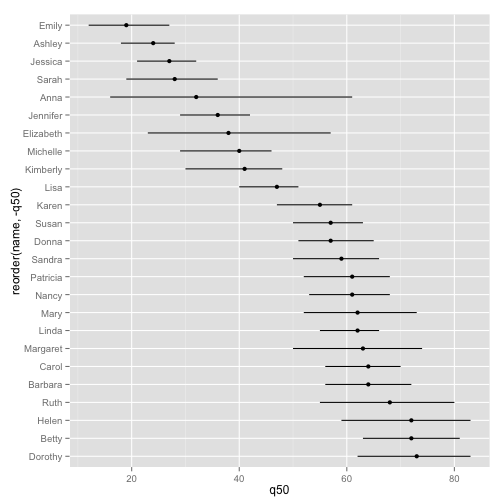 Emily
Ashley
Jessica
Sarah
Anna
Jennifer
Elizabeth
Michelle
Kimberly
Lisa
Karen
Susan
Donna
Sandra
Patricia
Nancy
Mary
Linda
Margaret
Carol
Barbara
Ruth
Helen
Betty
Dorothy
reorder(name, -q50)
20 40 60 80
q50